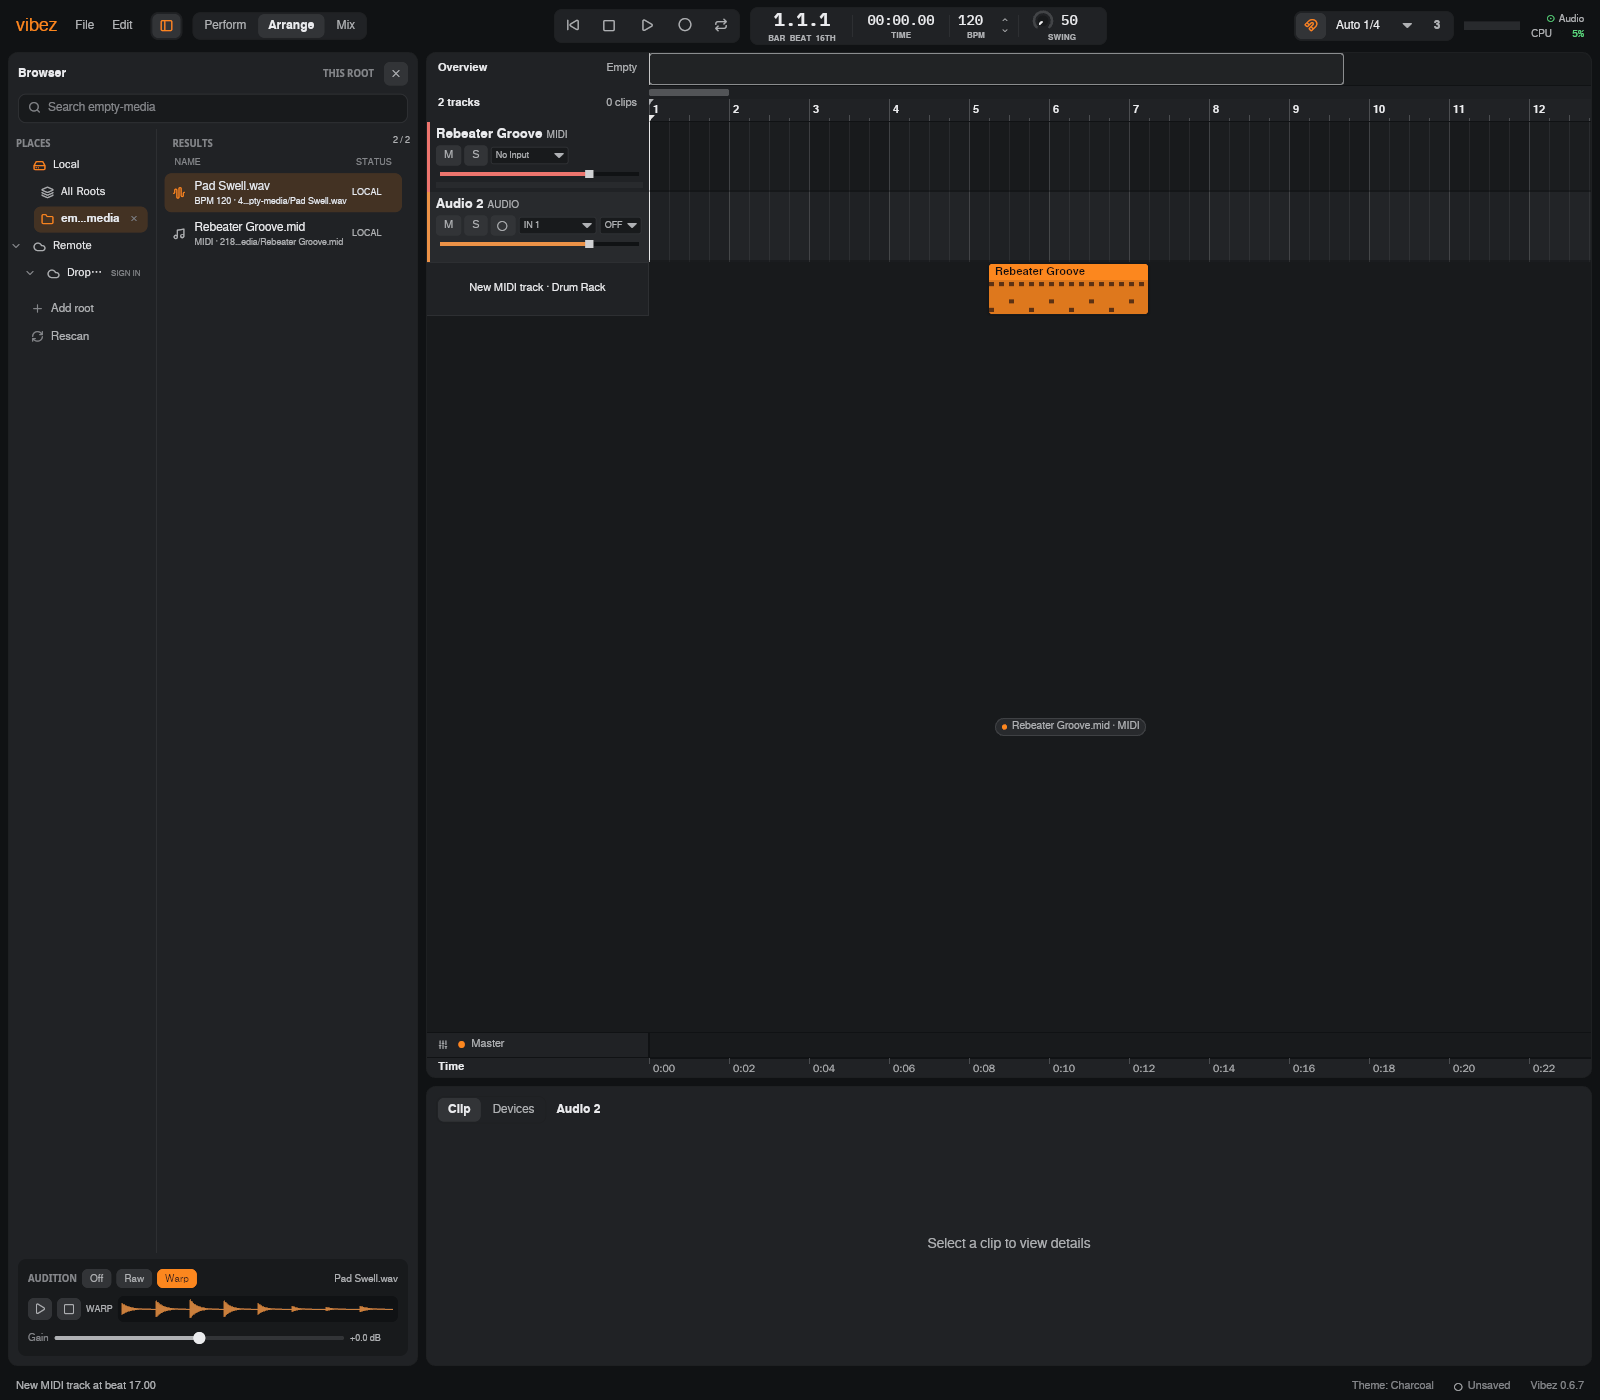 vibez File Edit Perform Arrange Mix
1.1.1 00:00.00 120 50
BAR BEAT 16TH TIME BPM SWING
Auto 1/4 3
Audio
CPU 5%
Browser THIS ROOT
Search empty-media
PLACES
Local
All Roots
em...media
Remote
Drop··· SIGN IN
Add root
Rescan
RESULTS 2 / 2
NAME STATUS
Pad Swell.wav LOCAL
BPM 120 · 4...pty-media/Pad Swell.wav
Rebeater Groove.mid LOCAL
MIDI · 218...edia/Rebeater Groove.mid
AUDITION Off Raw Warp Pad Swell.wav
WARP
Gain +0.0 dB
Overview Empty
2 tracks 0 clips
1 2 3 4 5 6 7 8 9 10 11 12
Rebeater Groove MIDI
M S No Input
Audio 2 AUDIO
M S IN 1 OFF
New MIDI track · Drum Rack
Rebeater Groove
Rebeater Groove.mid · MIDI
Master
Time 0:00 0:02 0:04 0:06 0:08 0:10 0:12 0:14 0:16 0:18 0:20 0:22
Clip Devices Audio 2
Select a clip to view details
New MIDI track at beat 17.00
Theme: Charcoal Unsaved Vibez 0.6.7